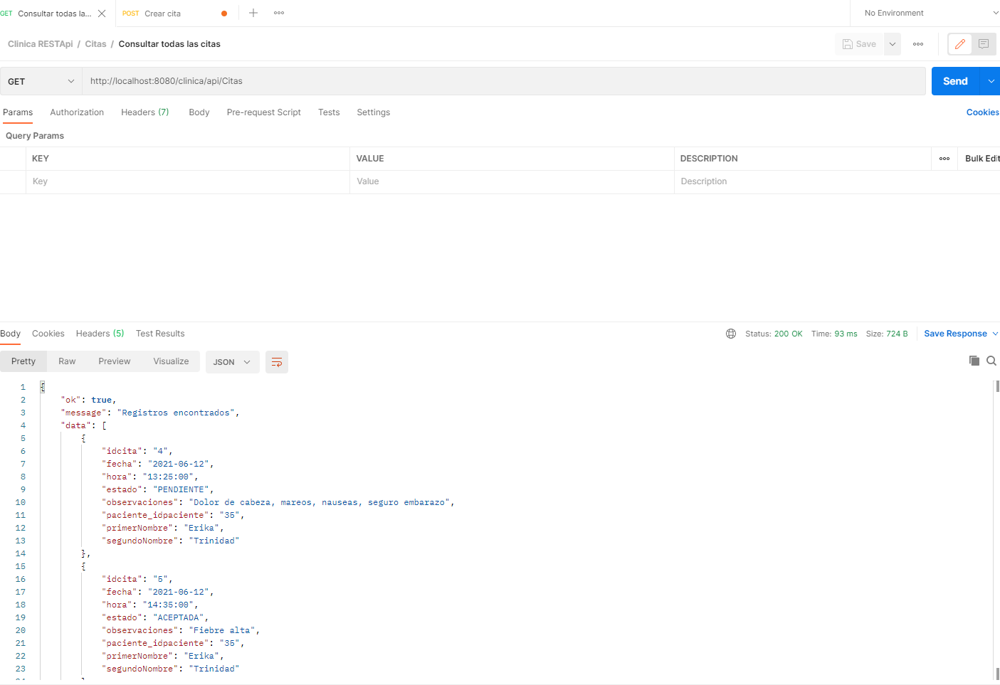 GET Consultar todas la... POST Crear cita No Environment
Clinica RESTApi / Citas / Consultar todas las citas Save
GET http://localhost:8080/clinica/api/Citas Send
Params Authorization Headers (7) Body Pre-request Script Tests Settings Cookies
Query Params
KEY VALUE DESCRIPTION Bulk Edit
Key Value Description
Body Cookies Headers (5) Test Results Status: 200 OK Time: 93 ms Size: 724 B Save Response
Pretty Raw Preview Visualize JSON
1 {
2 "ok": true,
3 "message": "Registros encontrados",
4 "data": [
5 {
6 "idcita": "4",
7 "fecha": "2021-06-12",
8 "hora": "13:25:00",
9 "estado": "PENDIENTE",
10 "observaciones": "Dolor de cabeza, mareos, nauseas, seguro embarazo",
11 "paciente_idpaciente": "35",
12 "primerNombre": "Erika",
13 "segundoNombre": "Trinidad"
14 },
15 {
16 "idcita": "5",
17 "fecha": "2021-06-12",
18 "hora": "14:35:00",
19 "estado": "ACEPTADA",
20 "observaciones": "Fiebre alta",
21 "paciente_idpaciente": "35",
22 "primerNombre": "Erika",
23 "segundoNombre": "Trinidad"